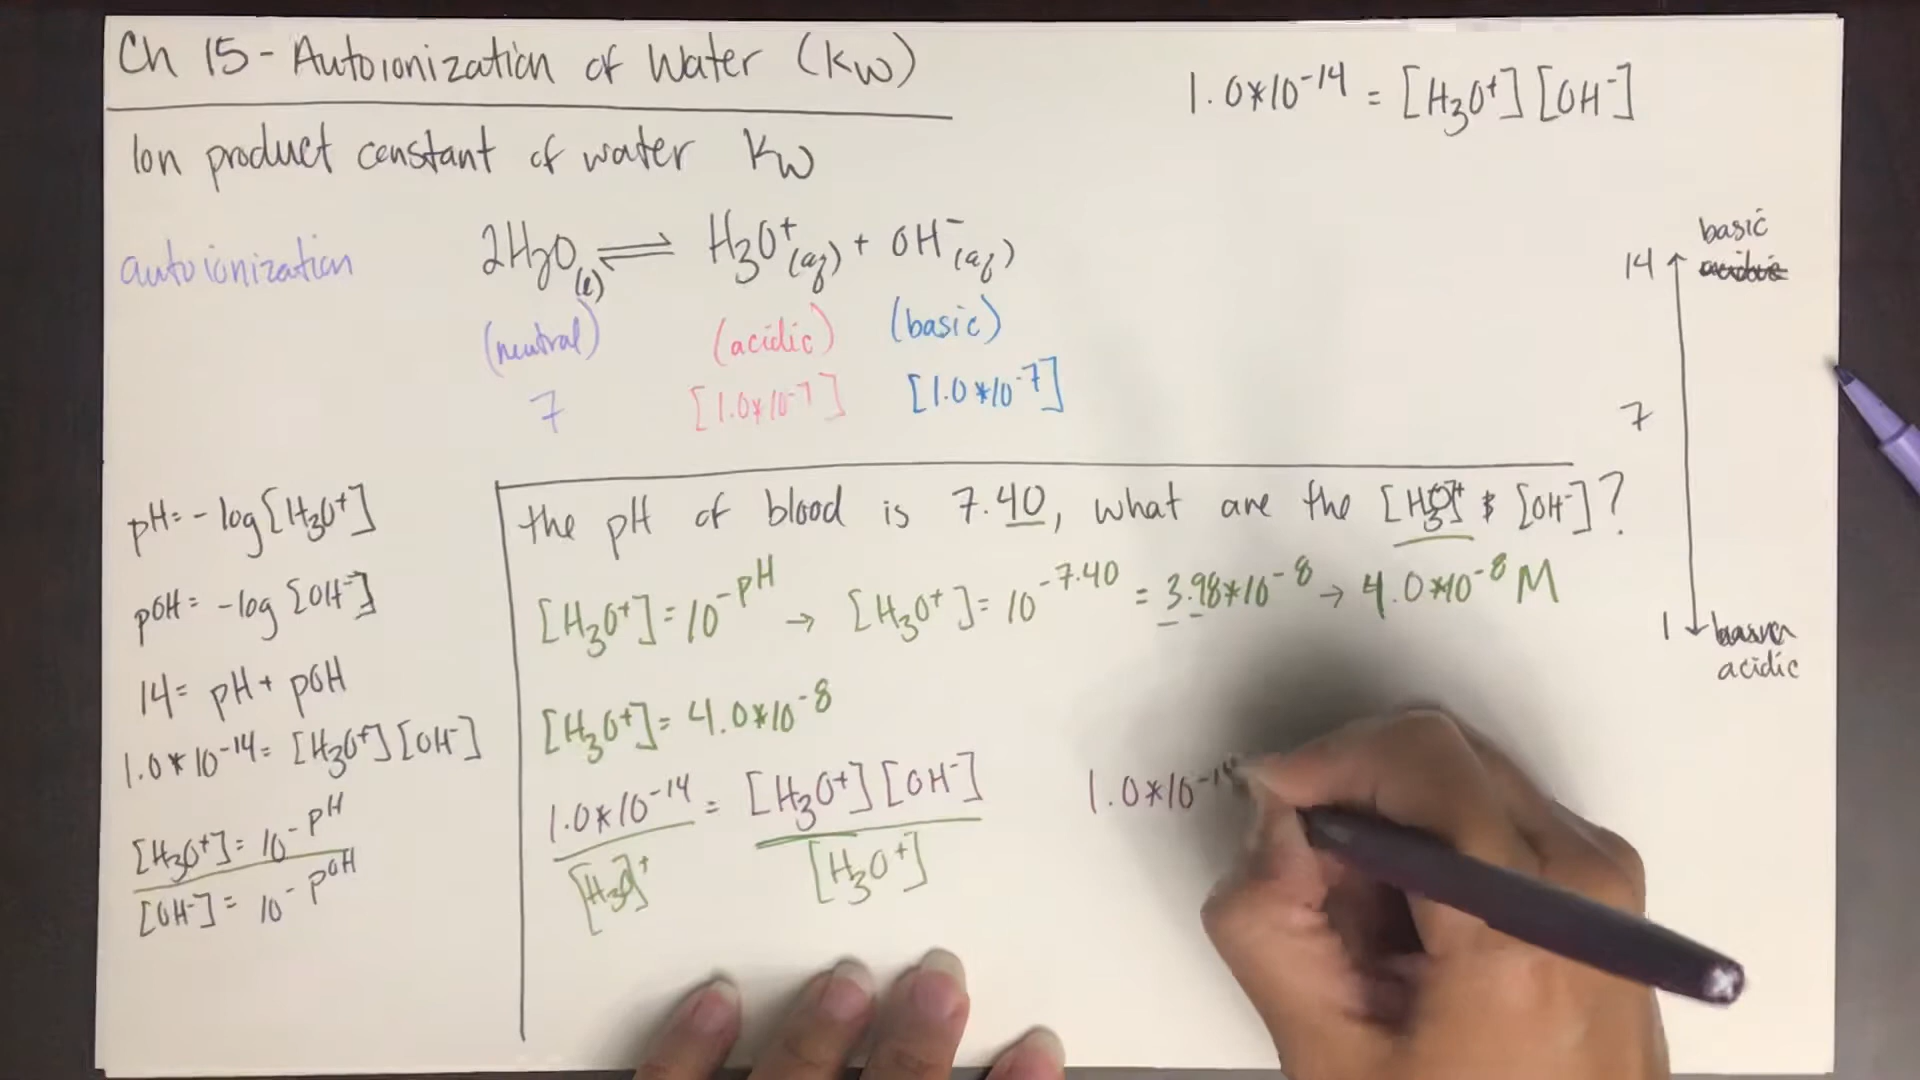 Ch 15 - Autoionization of Water (Kw)
1.0*10⁻¹⁴ = [H₃O⁺][OH⁻]
Ion product constant of water Kw
autoionization 2H₂O(l) ⇌ H₃O⁺(aq) + OH⁻(aq)
(neutral) (acidic) (basic)
7 [1.0*10⁻⁷] [1.0*10⁻⁷]
basic
14
7
1
acidic
pH = -log[H₃O⁺]
pOH = -log[OH⁻]
14 = pH + pOH
1.0*10⁻¹⁴ = [H₃O⁺][OH⁻]
[H₃O⁺] = 10^-pH
[OH⁻] = 10^-pOH
the pH of blood is 7.40, what are the [H₃O⁺] & [OH⁻]?
[H₃O⁺] = 10^-pH → [H₃O⁺] = 10^-7.40 = 3.98*10⁻⁸ → 4.0*10⁻⁸ M
[H₃O⁺] = 4.0*10⁻⁸
1.0*10⁻¹⁴ = [H₃O⁺][OH⁻] 1.0*10⁻¹⁴
[H₃O]⁺ [H₃O⁺]